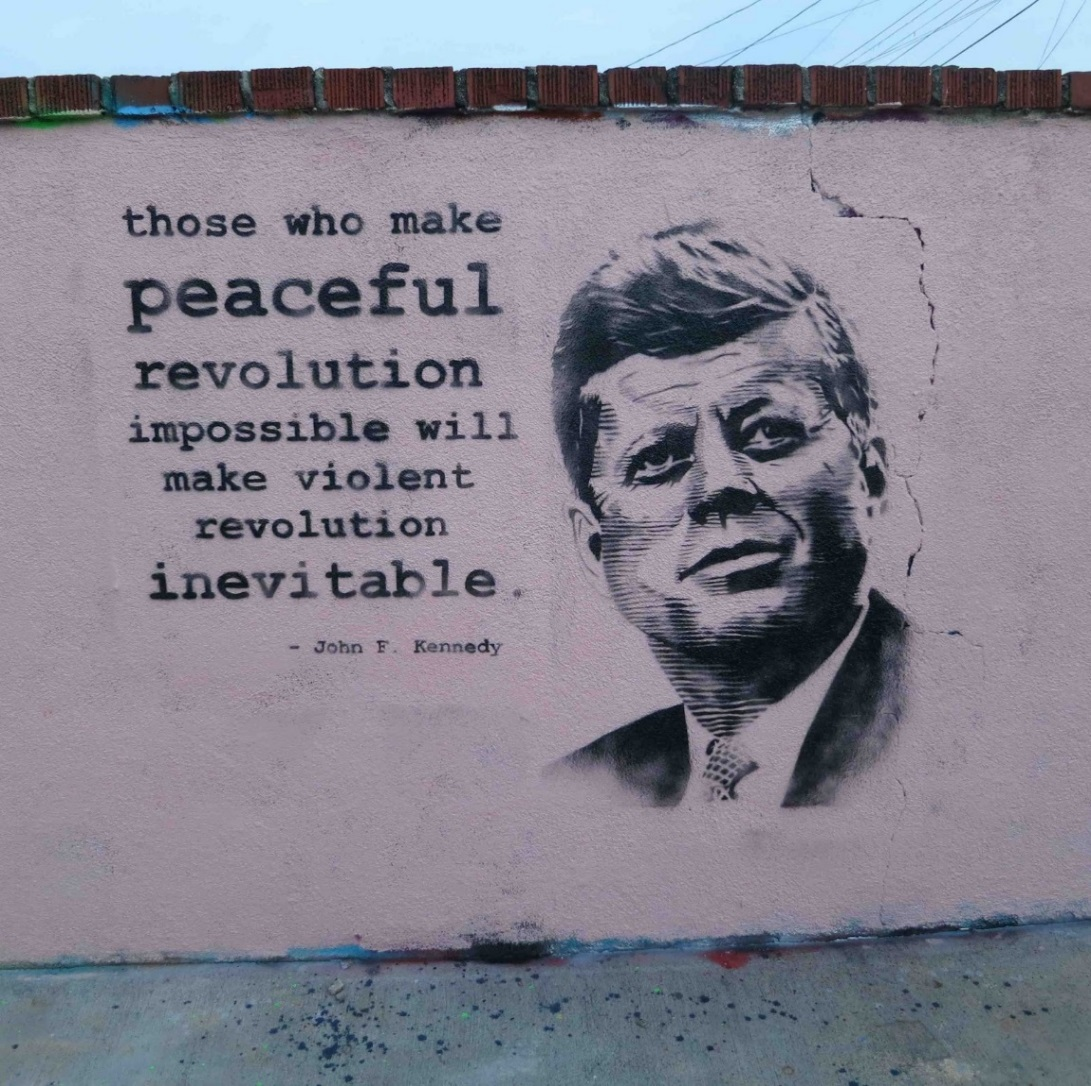 those who make
peaceful
revolution
impossible will
make violent
revolution
inevitable.
- John F. Kennedy